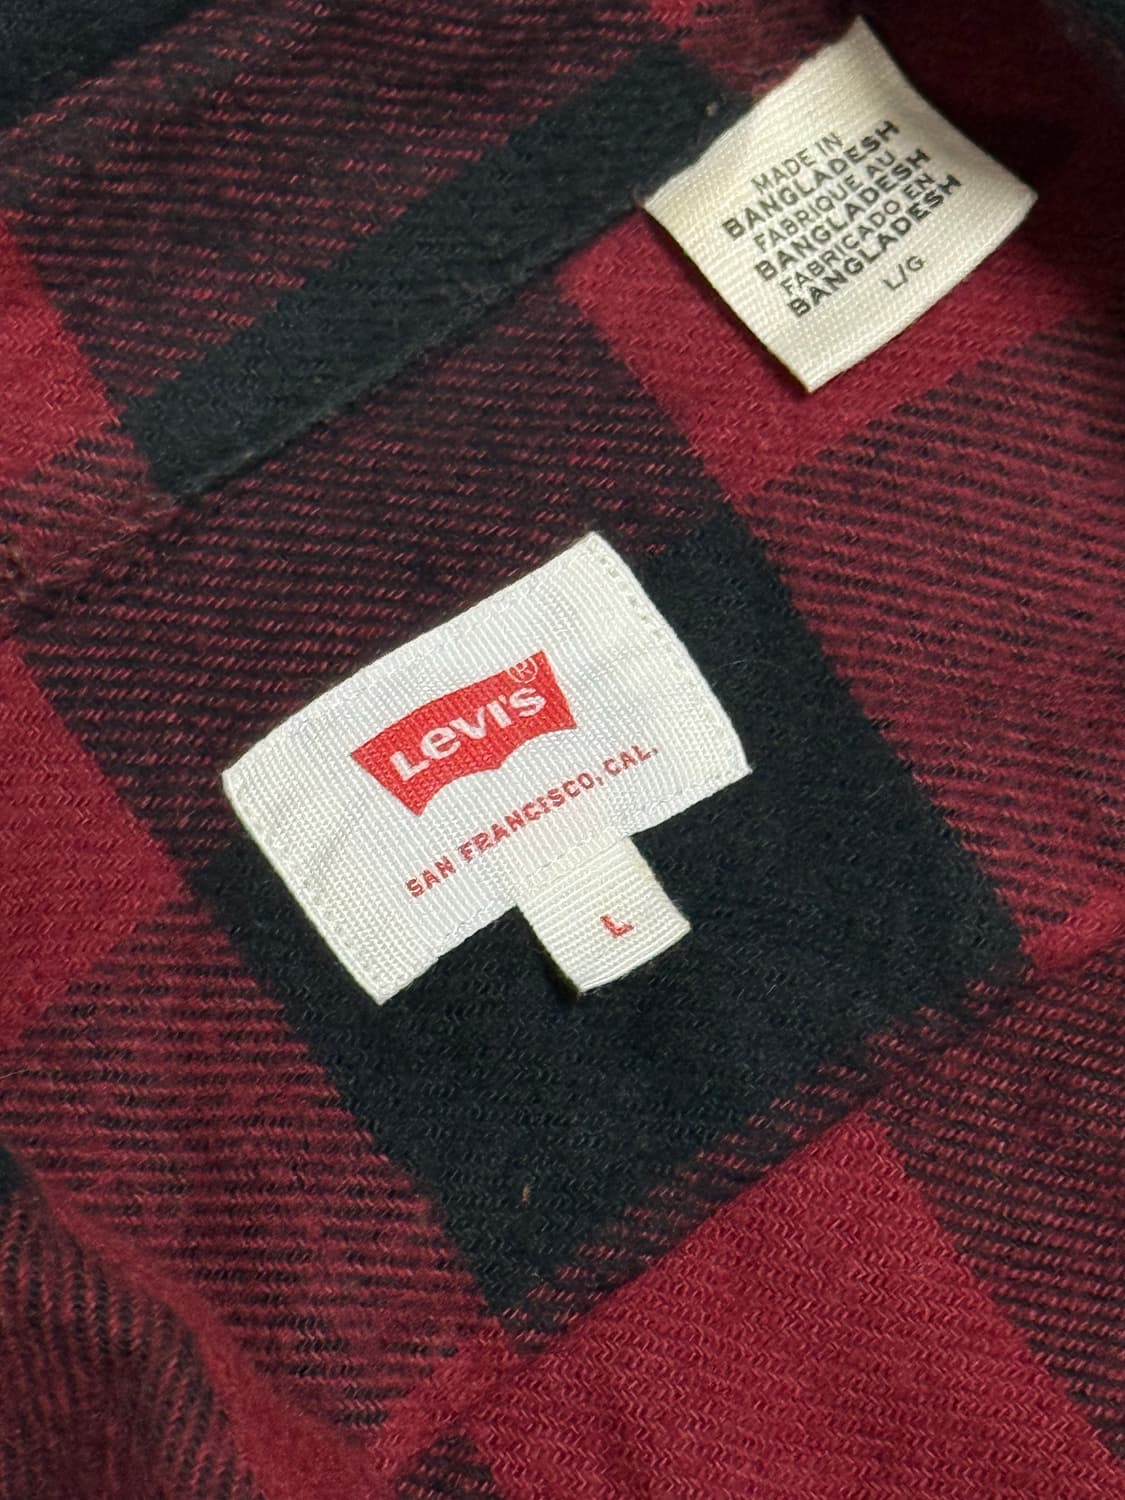 MADE IN
BANGLADESH
FABRIQUE AU
BANGLADESH
FABRICADO EN
BANGLADESH
L/G
Levi's®
SAN FRANCISCO, CAL.
L